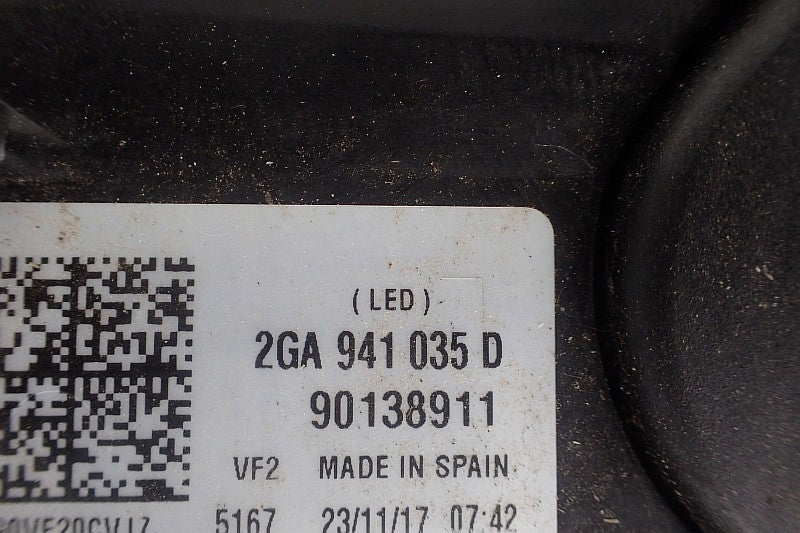 (LED)
2GA 941 035 D
90138911
VF2 MADE IN SPAIN
5167 23/11/17 07:42